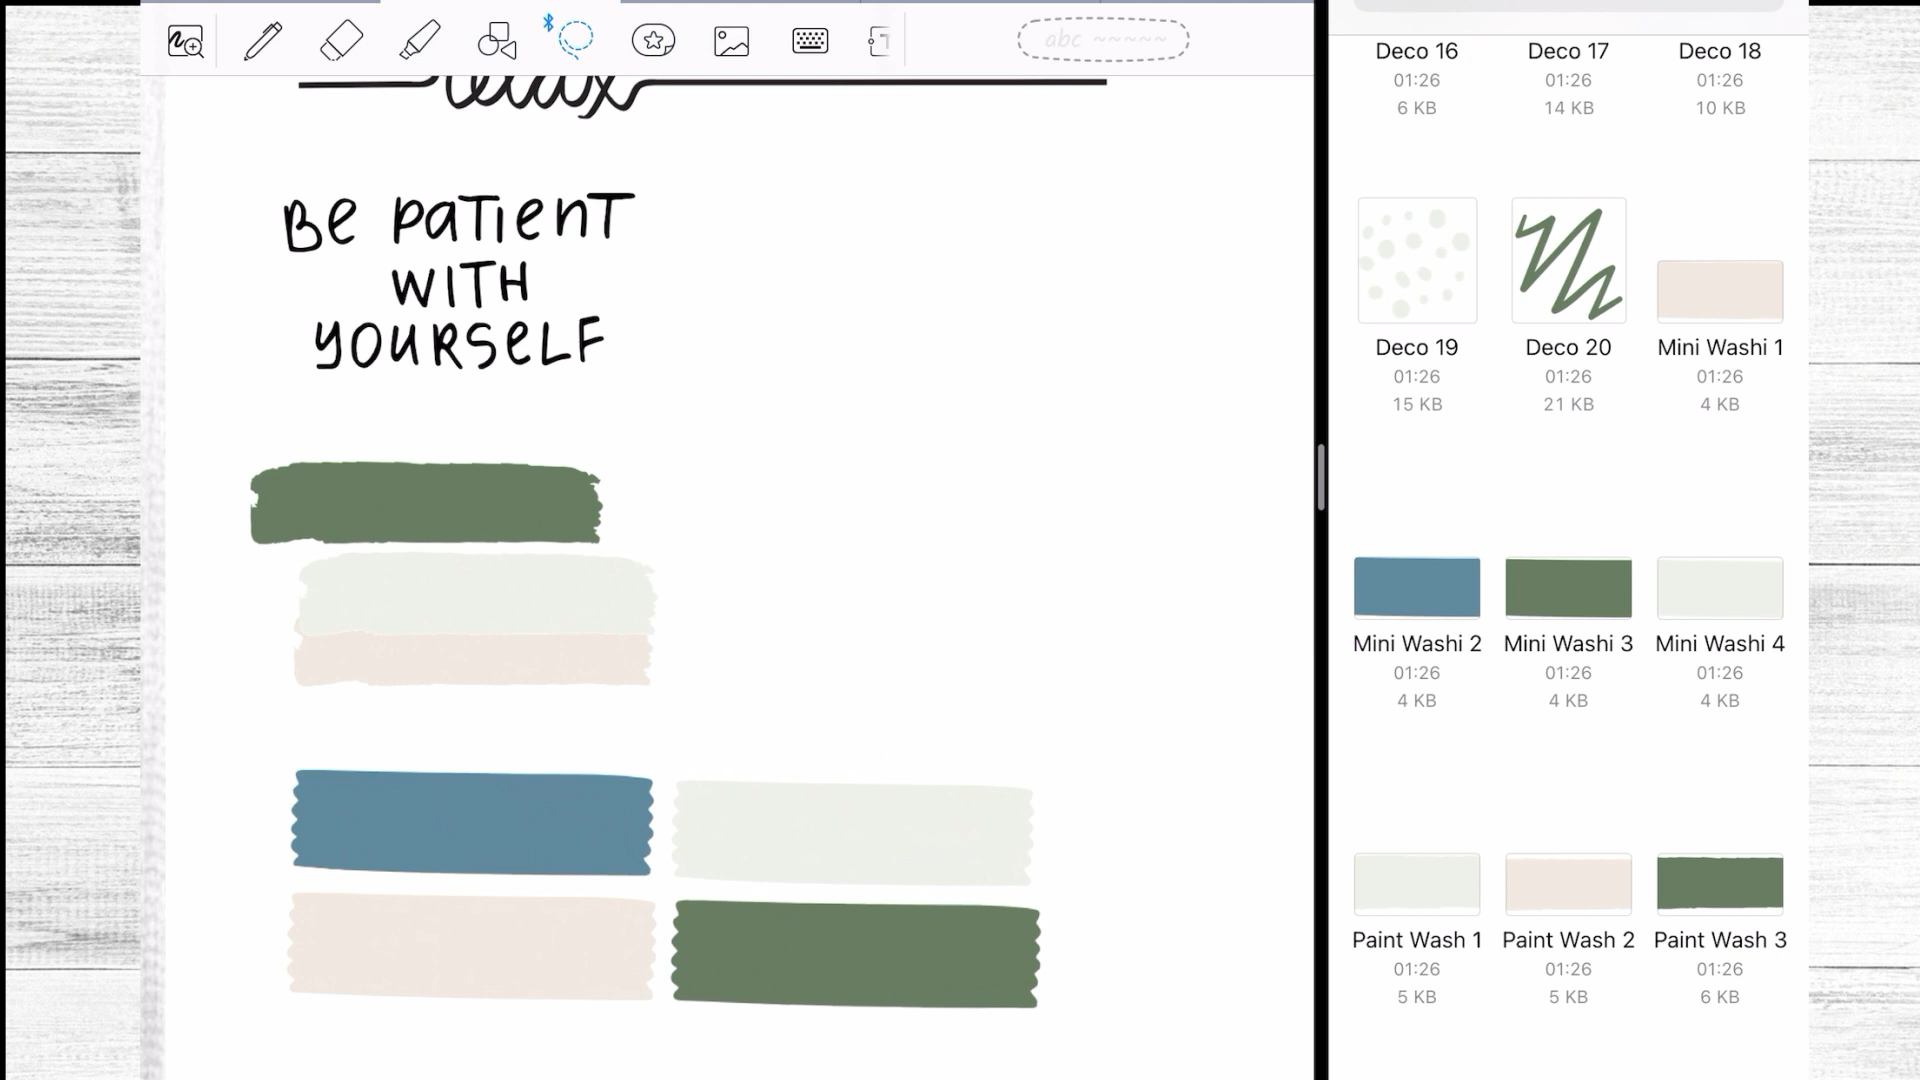 abc
relax
Be patient
with
yourself
Deco 16
01:26
6 KB
Deco 17
01:26
14 KB
Deco 18
01:26
10 KB
Deco 19
01:26
15 KB
Deco 20
01:26
21 KB
Mini Washi 1
01:26
4 KB
Mini Washi 2
01:26
4 KB
Mini Washi 3
01:26
4 KB
Mini Washi 4
01:26
4 KB
Paint Wash 1
01:26
5 KB
Paint Wash 2
01:26
5 KB
Paint Wash 3
01:26
6 KB